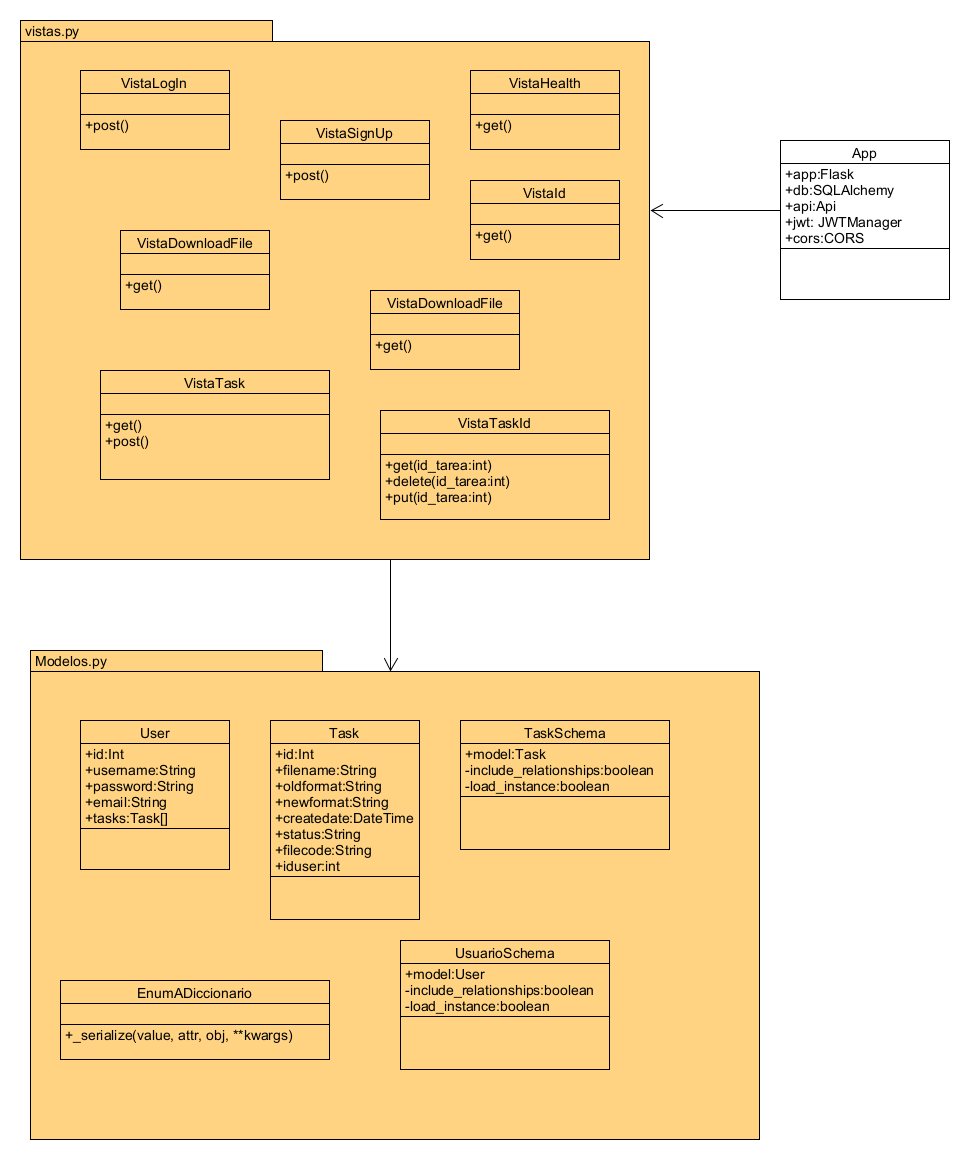 vistas.py
VistaLogIn
+post()
VistaHealth
+get()
VistaSignUp
+post()
App
+app:Flask
+db:SQLAlchemy
+api:Api
+jwt: JWTManager
+cors:CORS
VistaId
+get()
VistaDownloadFile
+get()
VistaDownloadFile
+get()
VistaTask
+get()
+post()
VistaTaskId
+get(id_tarea:int)
+delete(id_tarea:int)
+put(id_tarea:int)
Modelos.py
User
+id:Int
+username:String
+password:String
+email:String
+tasks:Task[]
Task
+id:Int
+filename:String
+oldformat:String
+newformat:String
+createdate:DateTime
+status:String
+filecode:String
+iduser:int
TaskSchema
+model:Task
-include_relationships:boolean
-load_instance:boolean
UsuarioSchema
+model:User
-include_relationships:boolean
-load_instance:boolean
EnumADiccionario
+_serialize(value, attr, obj, **kwargs)